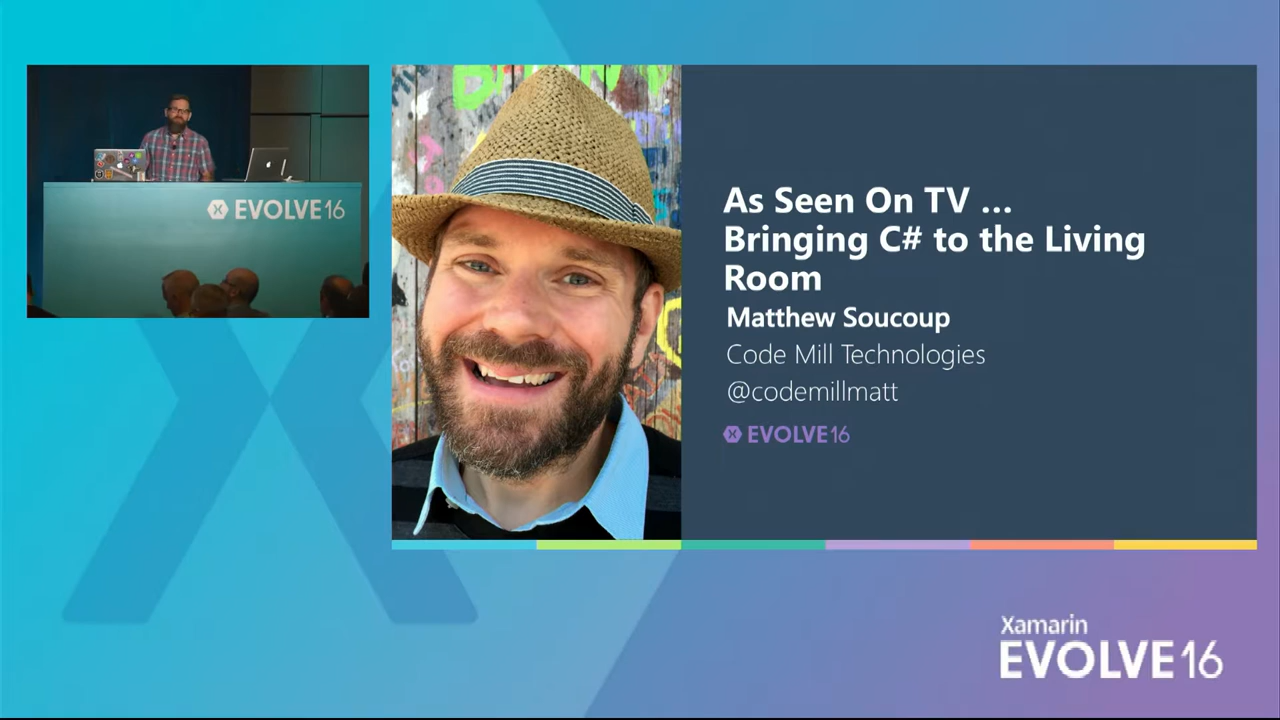 EVOLVE16
As Seen On TV ...
Bringing C# to the Living
Room
Matthew Soucoup
Code Mill Technologies
@codemillmatt
EVOLVE16
Xamarin
EVOLVE16